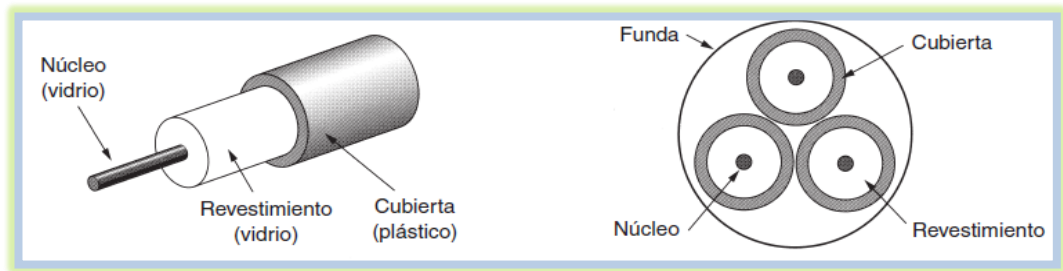 Núcleo
(vidrio)
Revestimiento
(vidrio)
Cubierta
(plástico)
Funda
Cubierta
Núcleo
Revestimiento